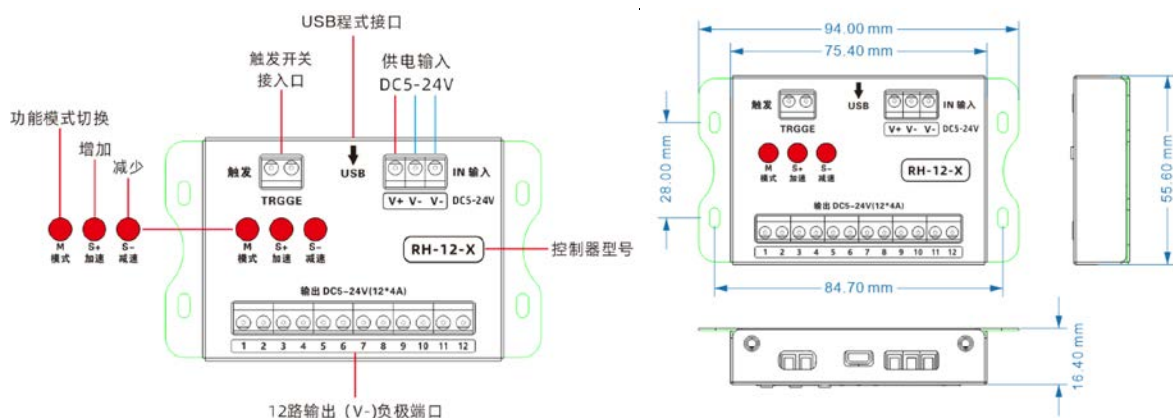 USB程式接口
触发开关
接入口
供电输入
DC5-24V
功能模式切换
增加
减少
触发
TRGGE
USB
IN 输入
V+ V- V-
DC5-24V
M
模式
S+
加速
S-
减速
M
模式
S+
加速
S-
减速
RH-12-X
控制器型号
输出 DC5-24V(12*4A)
1 2 3 4 5 6 7 8 9 10 11 12
12路输出 (V-)负极端口
94.00 mm
75.40 mm
触发
TRGGE
USB
IN 输入
V+ V- V-
DC5-24V
M
模式
S+
加速
S-
减速
RH-12-X
28.00 mm
输出 DC5-24V(12*4A)
1 2 3 4 5 6 7 8 9 10 11 12
84.70 mm
55.60 mm
16.40 mm